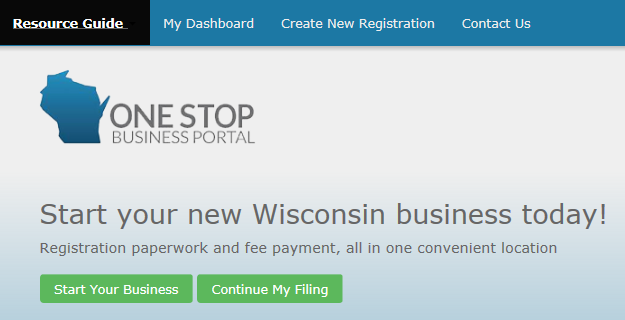 Resource Guide My Dashboard Create New Registration Contact Us
ONE STOP
BUSINESS PORTAL
Start your new Wisconsin business today!
Registration paperwork and fee payment, all in one convenient location
Start Your Business Continue My Filing